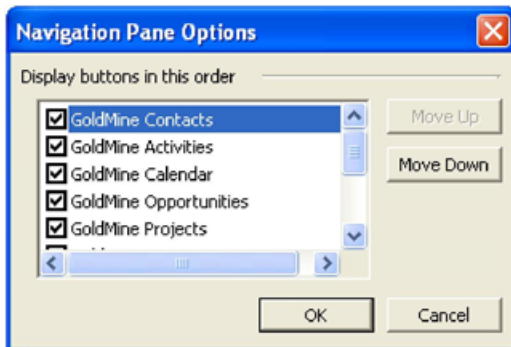 Navigation Pane Options
Display buttons in this order
GoldMine Contacts
Move Up
GoldMine Activities
Move Down
GoldMine Calendar
GoldMine Opportunities
GoldMine Projects
OK
Cancel